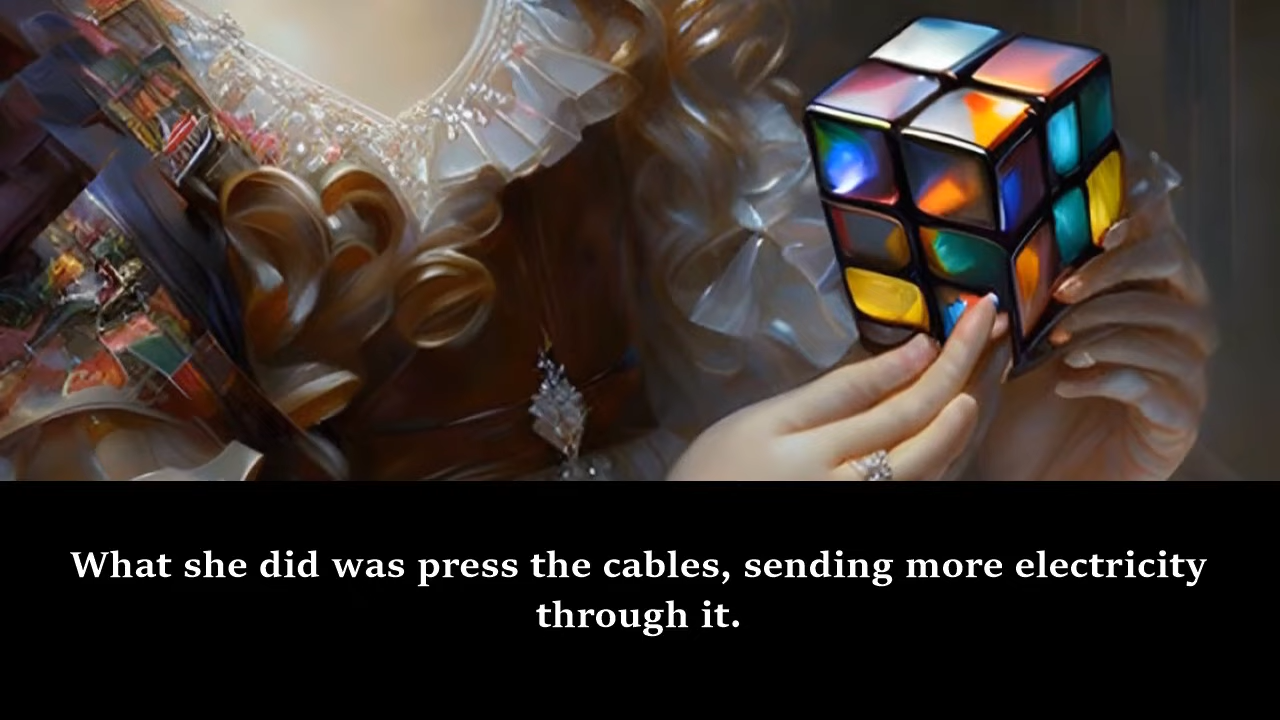 What she did was press the cables, sending more electricity
through it.